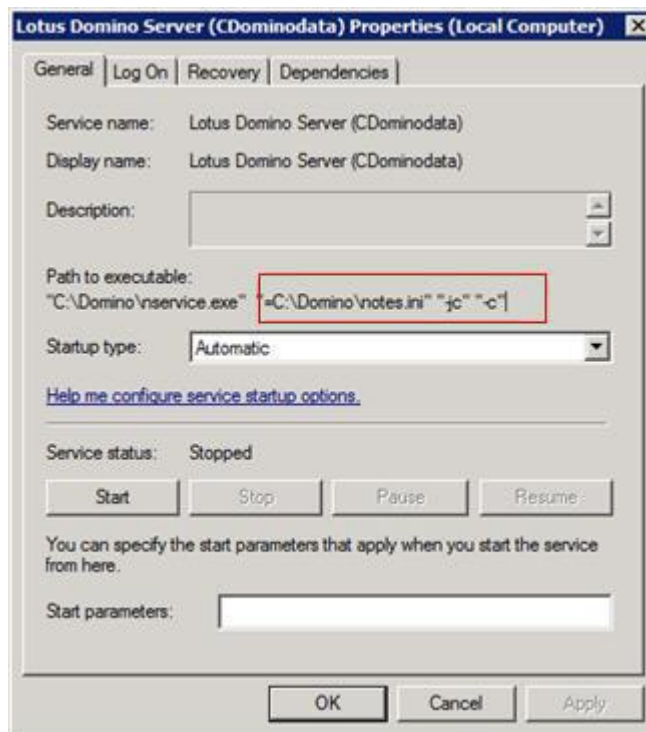 Lotus Domino Server (CDominodata) Properties (Local Computer)
General Log On Recovery Dependencies
Service name: Lotus Domino Server (CDominodata)
Display name: Lotus Domino Server (CDominodata)
Description:
Path to executable:
"C:\Domino\nservice.exe" "=C:\Domino\notes.ini" "-jc" "-c"
Startup type: Automatic
Help me configure service startup options.
Service status: Stopped
Start Stop Pause Resume
You can specify the start parameters that apply when you start the service
from here.
Start parameters:
OK Cancel Apply